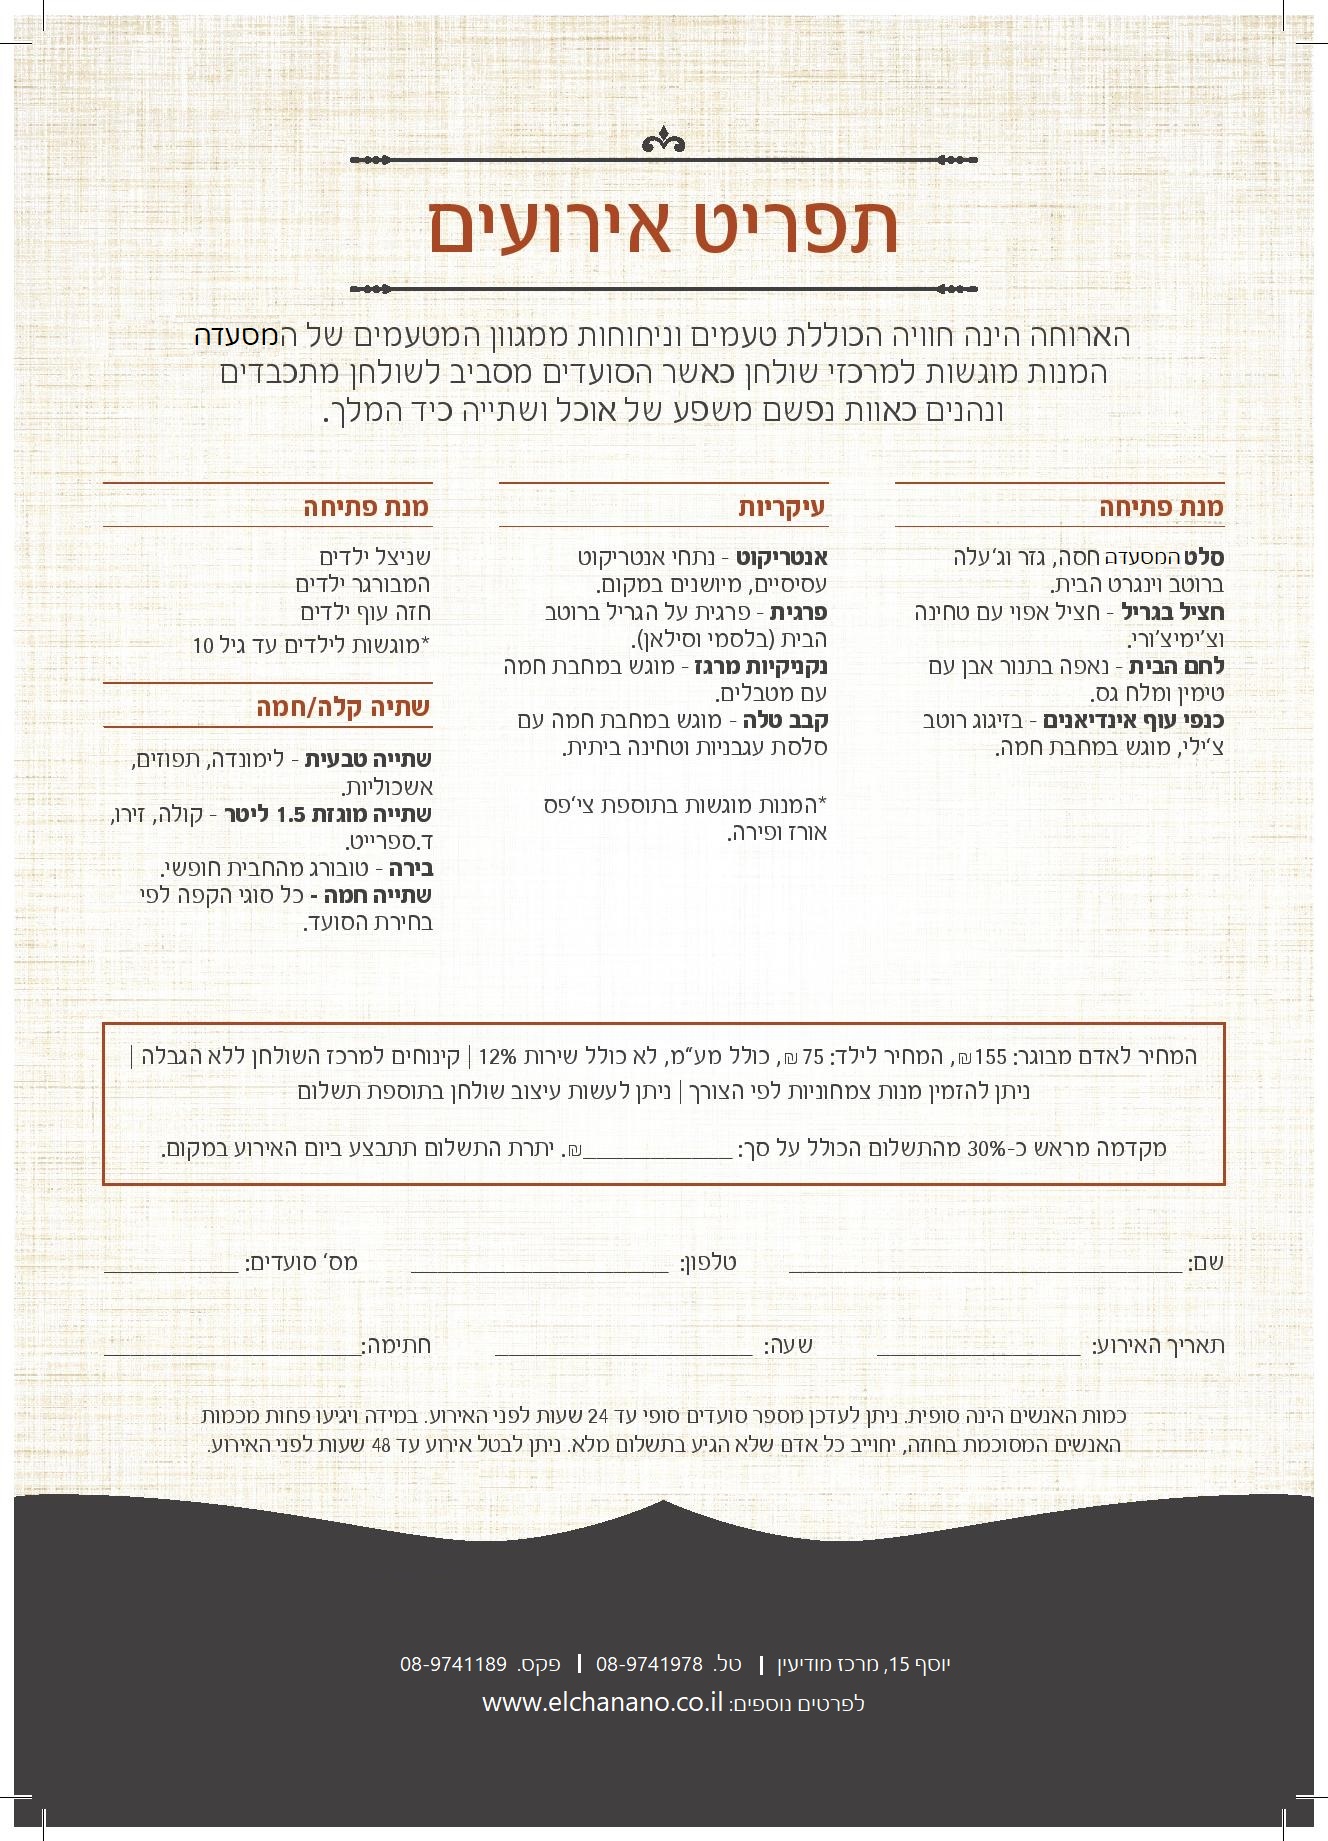 תפריט אירועים
הארוחה הינה חוויה הכוללת טעמים וניחוחות ממגוון המטעמים של המסעדה
המנות מוגשות למרכזי שולחן כאשר הסועדים מסביב לשולחן מתכבדים
ונהנים כאוות נפשם משפע של אוכל ושתייה כיד המלך.
מנת פתיחה
סלט המסעדה חסה, גזר וג'עלה
ברוטב וינגרט הבית.
חציל בגריל - חציל אפוי עם טחינה
וצ'ימיצ'ורי.
לחם הבית - נאפה בתנור אבן עם
טימין ומלח גס.
כנפי עוף אינדיאנים - בזיגוג רוטב
צ'ילי, מוגש במחבת חמה.
עיקריות
אנטריקוט - נתחי אנטריקוט
עסיסיים, מיושנים במקום.
פרגית - פרגית על הגריל ברוטב
הבית (בלסמי וסילאן).
נקניקיות מרגז - מוגש במחבת חמה
עם מטבלים.
קבב טלה - מוגש במחבת חמה עם
סלסת עגבניות וטחינה ביתית.
*המנות מוגשות בתוספת צי'פס
אורז ופירה.
מנת פתיחה
שניצל ילדים
המבורגר ילדים
חזה עוף ילדים
*מוגשות לילדים עד גיל 10
שתיה קלה/חמה
שתייה טבעית - לימונדה, תפוזים,
אשכוליות.
שתייה מוגזת 1.5 ליטר - קולה, זירו,
ד.ספרייט.
בירה - טובורג מהחבית חופשי.
שתייה חמה - כל סוגי הקפה לפי
בחירת הסועד.
המחיר לאדם מבוגר: 155 ₪, המחיר לילד: 75 ₪, כולל מע"מ, לא כולל שירות 12% | קינוחים למרכז השולחן ללא הגבלה |
ניתן להזמין מנות צמחוניות לפי הצורך | ניתן לעשות עיצוב שולחן בתוספת תשלום
מקדמה מראש כ-30% מהתשלום הכולל על סך: ____________₪. יתרת התשלום תתבצע ביום האירוע במקום.
שם: ____________ טלפון: ____________ מס' סועדים: ____________
תאריך האירוע: ____________ שעה: ____________ חתימה: ____________
כמות האנשים הינה סופית. ניתן לעדכן מספר סועדים סופי עד 24 שעות לפני האירוע. במידה ויגיעו פחות מכמות
האנשים המסוכמת בחוזה, יחוייב כל אדם שלא הגיע בתשלום מלא. ניתן לבטל אירוע עד 48 שעות לפני האירוע.
יוסף 15, מרכז מודיעין | טל. 08-9741978 | פקס. 08-9741189
לפרטים נוספים: www.elchanano.co.il